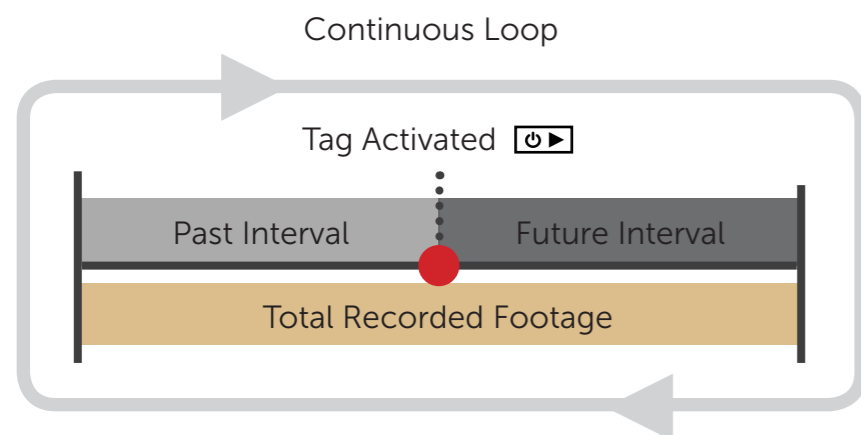 Continuous Loop
Tag Activated
Past Interval
Future Interval
Total Recorded Footage